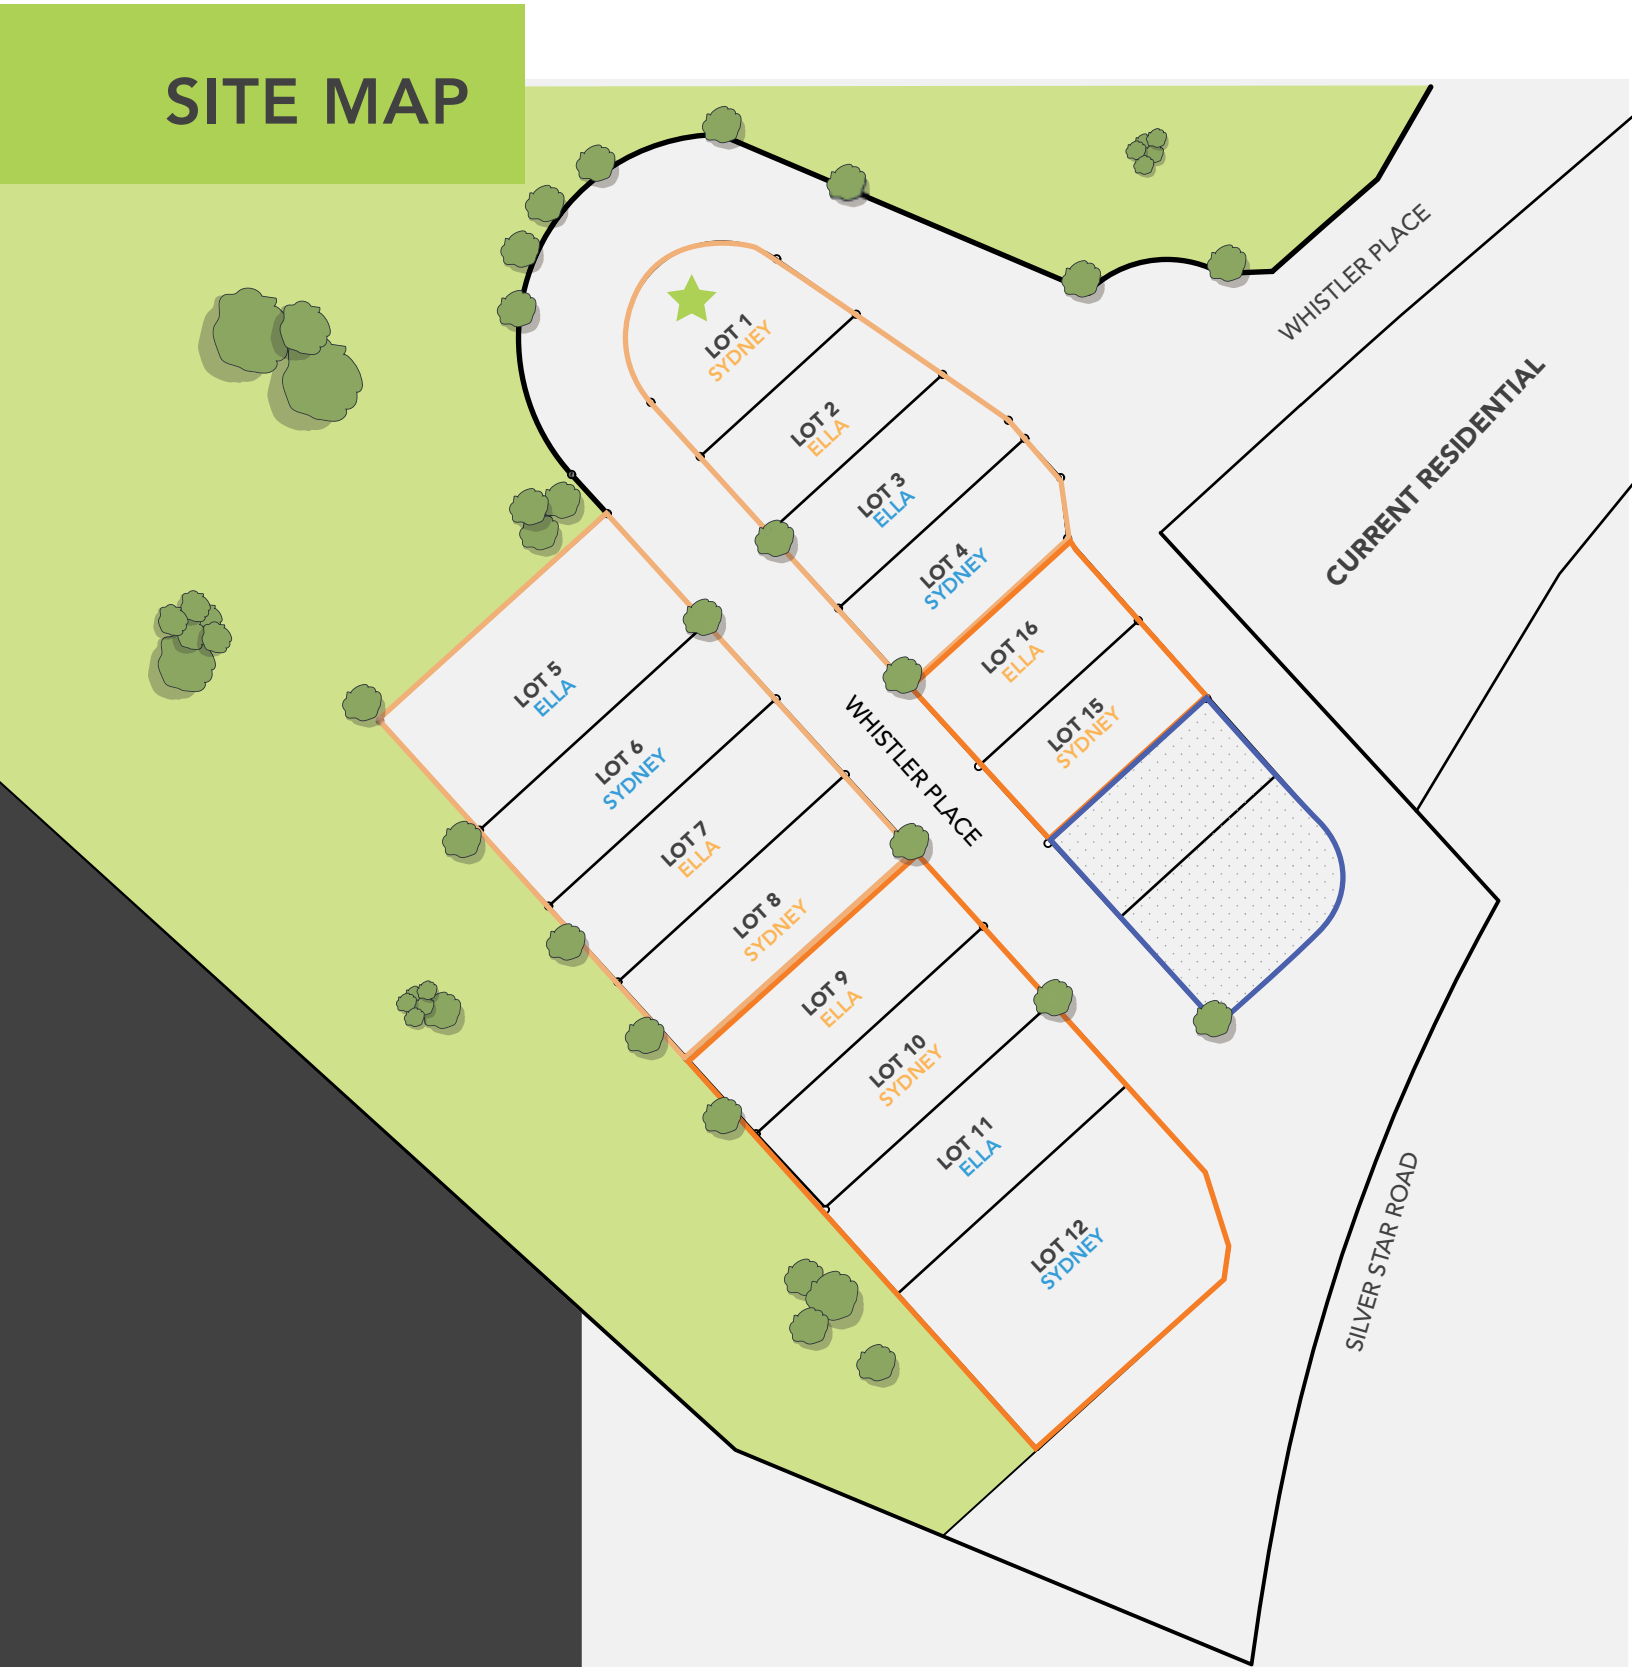 SITE MAP
WHISTLER PLACE
CURRENT RESIDENTIAL
LOT 1
SYDNEY
LOT 2
ELLA
LOT 3
ELLA
LOT 4
SYDNEY
LOT 16
ELLA
LOT 15
SYDNEY
WHISTLER PLACE
LOT 5
ELLA
LOT 6
SYDNEY
LOT 7
ELLA
LOT 8
SYDNEY
LOT 9
ELLA
LOT 10
SYDNEY
LOT 11
ELLA
LOT 12
SYDNEY
SILVER STAR ROAD